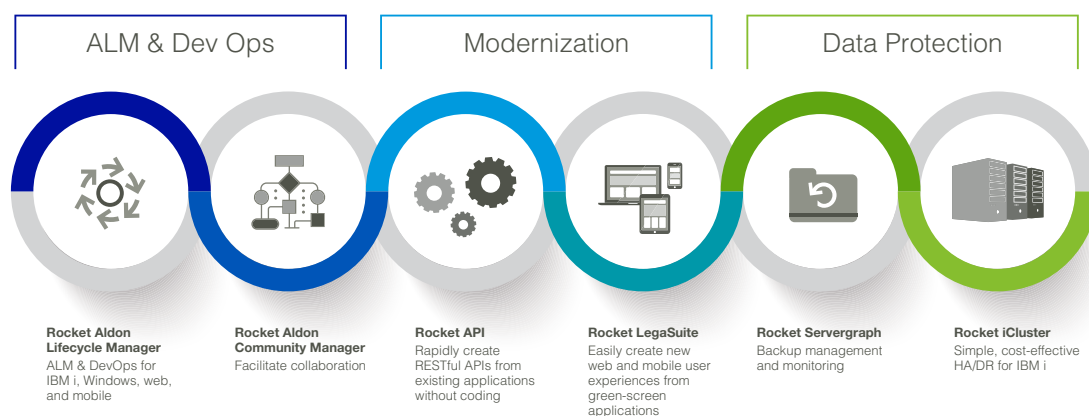 ALM & Dev Ops
Modernization
Data Protection
Rocket Aldon
Lifecycle Manager
ALM & DevOps for
IBM i, Windows, web,
and mobile
Rocket Aldon
Community Manager
Facilitate collaboration
Rocket API
Rapidly create
RESTful APIs from
existing applications
without coding
Rocket LegaSuite
Easily create new
web and mobile user
experiences from
green-screen
applications
Rocket Servergraph
Backup management
and monitoring
Rocket iCluster
Simple, cost-effective
HA/DR for IBM i